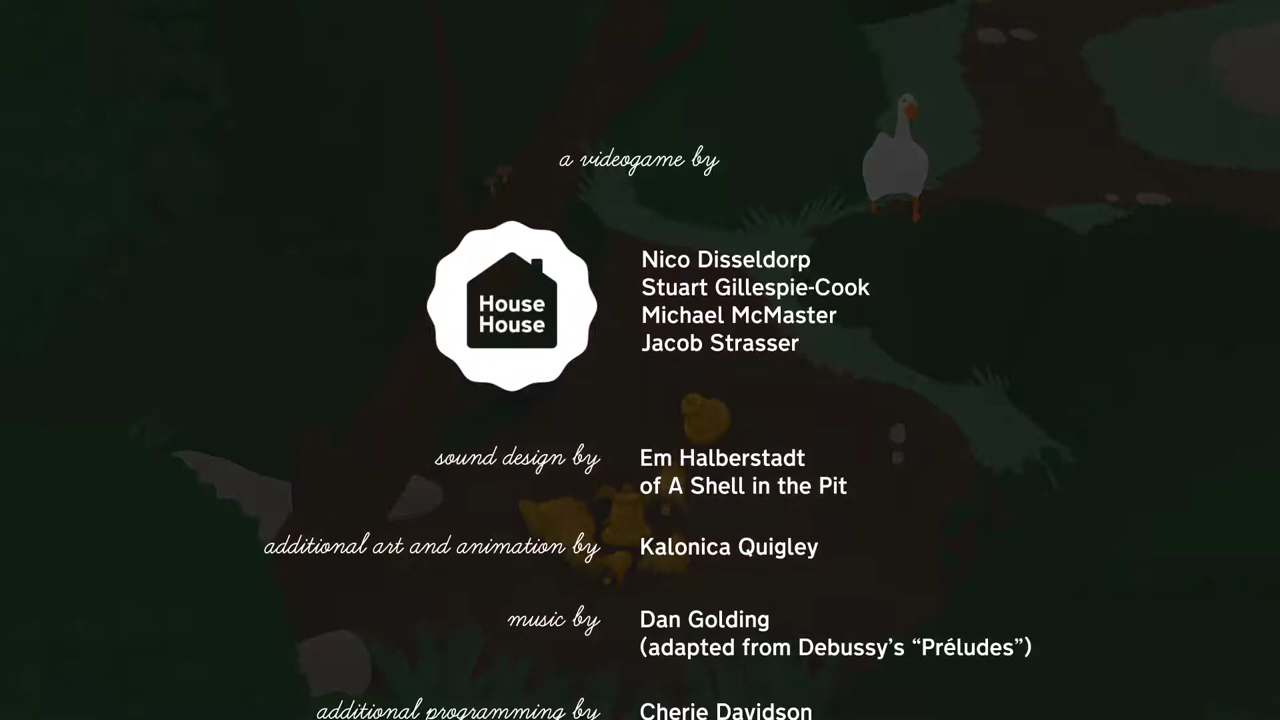 a videogame by
House
House
Nico Disseldorp
Stuart Gillespie-Cook
Michael McMaster
Jacob Strasser
sound design by
Em Halberstadt
of A Shell in the Pit
additional art and animation by
Kalonica Quigley
music by
Dan Golding
(adapted from Debussy’s “Préludes”)
additional programming by
Cherie Davidson